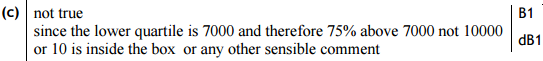 (c) not true B1
since the lower quartile is 7000 and therefore 75% above 7000 not 10000
or 10 is inside the box or any other sensible comment dB1